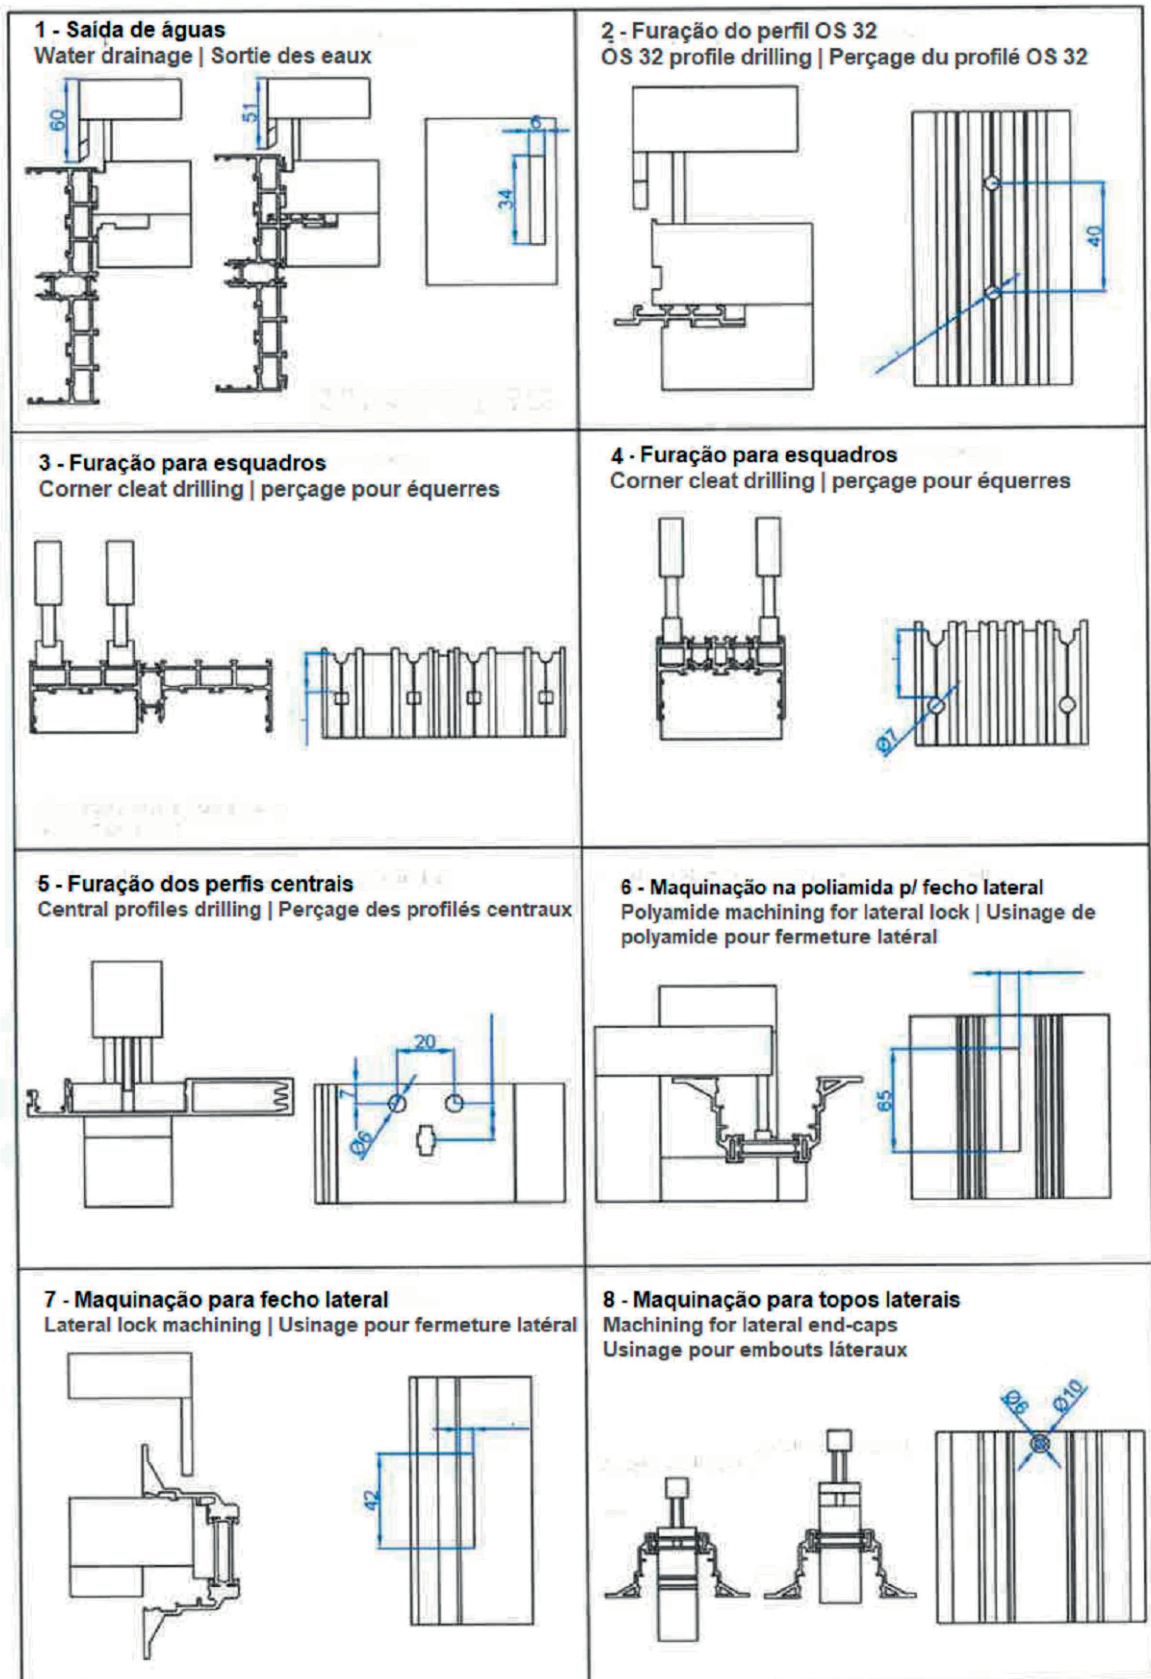 1 - Saída de águas
Water drainage | Sortie des eaux
60
51
6
34
2 - Furação do perfil OS 32
OS 32 profile drilling | Perçage du profilé OS 32
40
3 - Furação para esquadros
Corner cleat drilling | perçage pour équerres
4 - Furação para esquadros
Corner cleat drilling | perçage pour équerres
Ø7
5 - Furação dos perfis centrais
Central profiles drilling | Perçage des profilés centraux
20
7
Ø6
6 - Maquinação na poliamida p/ fecho lateral
Polyamide machining for lateral lock | Usinage de
polyamide pour fermeture latéral
65
7 - Maquinação para fecho lateral
Lateral lock machining | Usinage pour fermeture latéral
42
8 - Maquinação para topos laterais
Machining for lateral end-caps
Usinage pour embouts láteraux
Ø6
Ø10